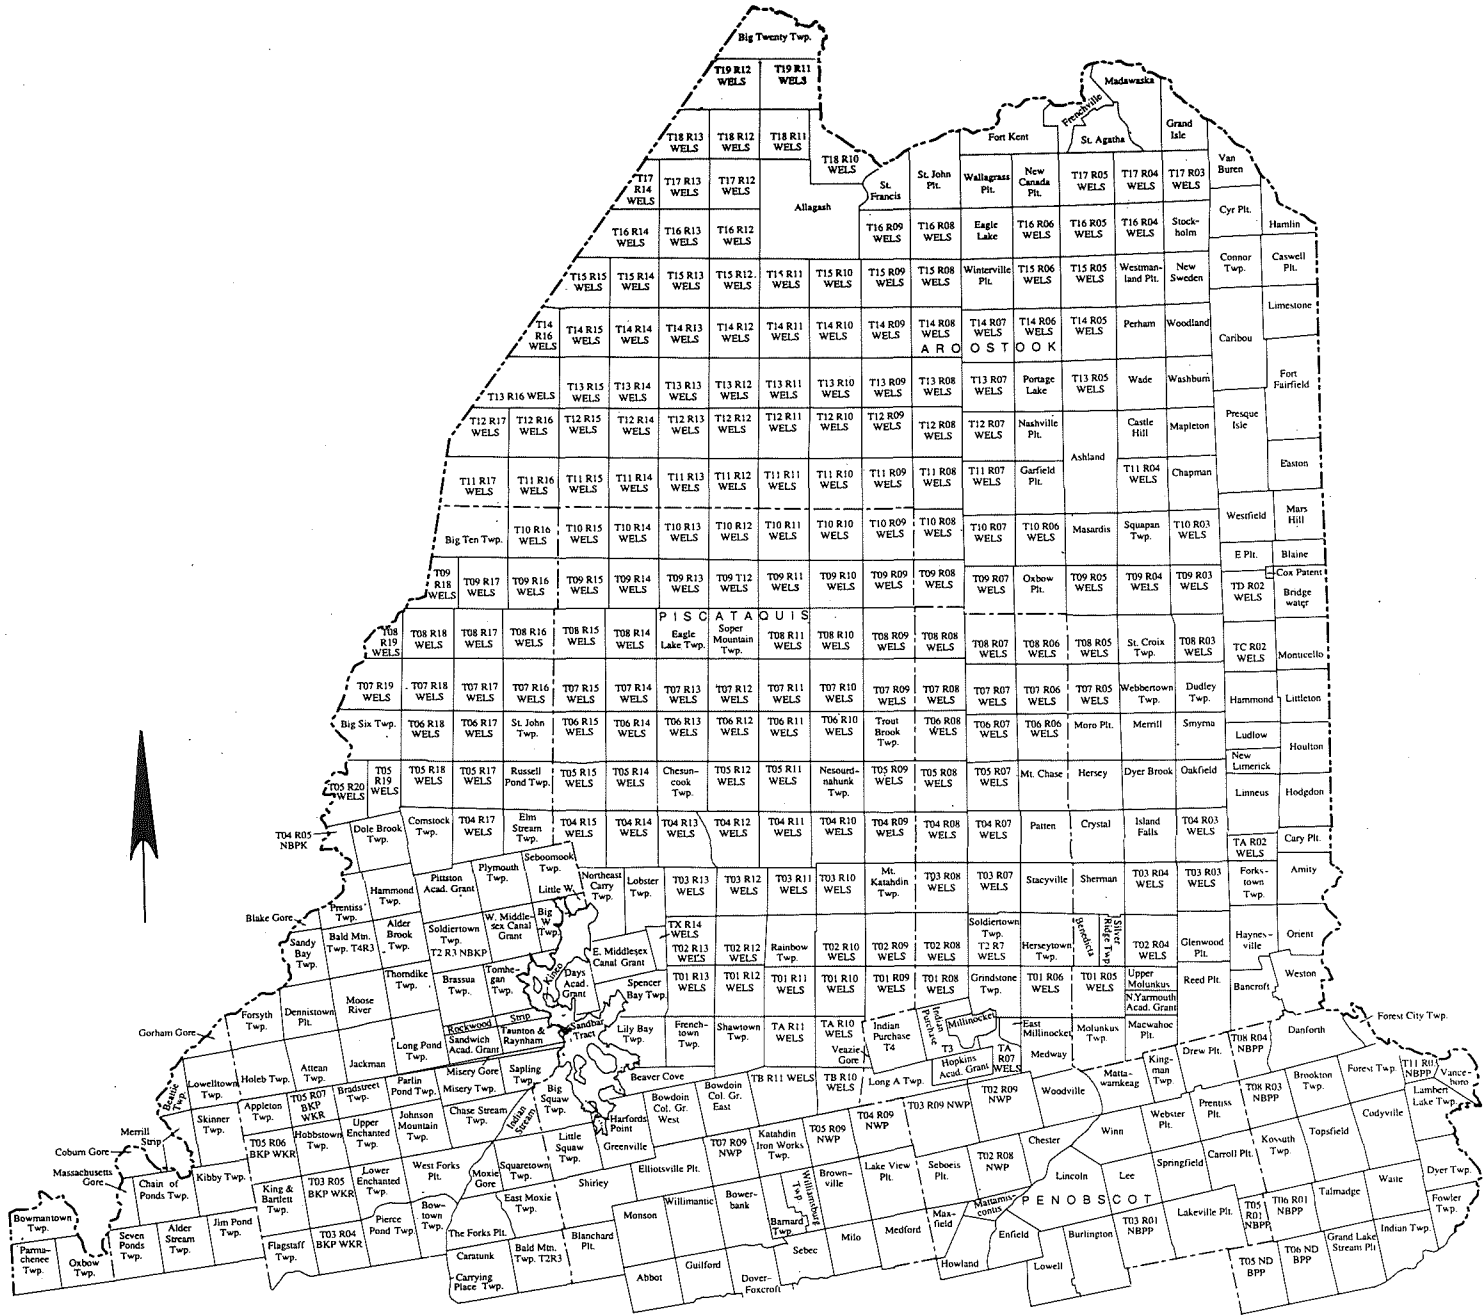 Big Twenty Twp.
T19 R12
WELS
T19 R11
WELS
Madawaska
Frenchville
Grand
Isle
Fort Kent
St. Agatha
T18 R13
WELS
T18 R12
WELS
T18 R11
WELS
T18 R10
WELS
Van
Buren
T17
R14
WELS
T17 R13
WELS
T17 R12
WELS
Allagash
St.
Francis
St. John
Plt.
Wallagrass
Plt.
New
Canada
Plt.
T17 R05
WELS
T17 R04
WELS
T17 R03
WELS
Cyr Plt.
Hamlin
T16 R14
WELS
T16 R13
WELS
T16 R12
WELS
T16 R09
WELS
T16 R08
WELS
Eagle
Lake
T16 R06
WELS
T16 R05
WELS
T16 R04
WELS
Stock-
holm
Connor
Twp.
Caswell
Plt.
T15 R15
WELS
T15 R14
WELS
T15 R13
WELS
T15 R12.
WELS
T15 R11
WELS
T15 R10
WELS
T15 R09
WELS
T15 R08
WELS
Winterville
Plt.
T15 R06
WELS
T15 R05
WELS
Westman-
land Plt.
New
Sweden
Limestone
T14
R16
WELS
T14 R15
WELS
T14 R14
WELS
T14 R13
WELS
T14 R12
WELS
T14 R11
WELS
T14 R10
WELS
T14 R09
WELS
T14 R08
WELS
T14 R07
WELS
T14 R06
WELS
T14 R05
WELS
Perham
Woodland
Caribou
AROOSTOOK
Fort
Fairfield
T13 R16 WELS
T13 R15
WELS
T13 R14
WELS
T13 R13
WELS
T13 R12
WELS
T13 R11
WELS
T13 R10
WELS
T13 R09
WELS
T13 R08
WELS
T13 R07
WELS
Portage
Lake
T13 R05
WELS
Wade
Washburn
T12 R17
WELS
T12 R16
WELS
T12 R15
WELS
T12 R14
WELS
T12 R13
WELS
T12 R12
WELS
T12 R11
WELS
T12 R10
WELS
T12 R09
WELS
T12 R08
WELS
T12 R07
WELS
Nashville
Plt.
Ashland
Castle
Hill
Mapleton
Presque
Isle
Easton
T11 R17
WELS
T11 R16
WELS
T11 R15
WELS
T11 R14
WELS
T11 R13
WELS
T11 R12
WELS
T11 R11
WELS
T11 R10
WELS
T11 R09
WELS
T11 R08
WELS
T11 R07
WELS
Garfield
Plt.
T11 R04
WELS
Chapman
Westfield
Mars
Hill
Big Ten Twp.
T10 R16
WELS
T10 R15
WELS
T10 R14
WELS
T10 R13
WELS
T10 R12
WELS
T10 R11
WELS
T10 R10
WELS
T10 R09
WELS
T10 R08
WELS
T10 R07
WELS
T10 R06
WELS
Masardis
Squapan
Twp.
T10 R03
WELS
E Plt.
Blaine
T09
R18
WELS
T09 R17
WELS
T09 R16
WELS
T09 R15
WELS
T09 R14
WELS
T09 R13
WELS
T09 T12
WELS
T09 R11
WELS
T09 R10
WELS
T09 R09
WELS
T09 R08
WELS
T09 R07
WELS
Oxbow
Plt.
T09 R05
WELS
T09 R04
WELS
T09 R03
WELS
TD R02
WELS
Cox Patent
Bridge
water
PISCATAQUIS
T08
R19
WELS
T08 R18
WELS
T08 R17
WELS
T08 R16
WELS
T08 R15
WELS
T08 R14
WELS
Eagle
Lake Twp.
Soper
Mountain
Twp.
T08 R11
WELS
T08 R10
WELS
T08 R09
WELS
T08 R08
WELS
T08 R07
WELS
T08 R06
WELS
T08 R05
WELS
St. Croix
Twp.
T08 R03
WELS
TC R02
WELS
Monticello
T07 R19
WELS
T07 R18
WELS
T07 R17
WELS
T07 R16
WELS
T07 R15
WELS
T07 R14
WELS
T07 R13
WELS
T07 R12
WELS
T07 R11
WELS
T07 R10
WELS
T07 R09
WELS
T07 R08
WELS
T07 R07
WELS
T07 R06
WELS
T07 R05
WELS
Webbertown
Twp.
Dudley
Twp.
Hammond
Littleton
Big Six Twp.
T06 R18
WELS
T06 R17
WELS
St. John
Twp.
T06 R15
WELS
T06 R14
WELS
T06 R13
WELS
T06 R12
WELS
T06 R11
WELS
T06 R10
WELS
Trout
Brook
Twp.
T06 R08
WELS
T06 R07
WELS
T06 R06
WELS
Moro Plt.
Merrill
Smyrna
Ludlow
New
Limerick
Houlton
T05 R20
WELS
T05
R19
WELS
T05 R18
WELS
T05 R17
WELS
Russell
Pond Twp.
T05 R15
WELS
T05 R14
WELS
Chesun-
cook
Twp.
T05 R12
WELS
T05 R11
WELS
Nesourd-
nahunk
Twp.
T05 R09
WELS
T05 R08
WELS
T05 R07
WELS
Mt. Chase
Hersey
Dyer Brook
Oakfield
Linneus
Hodgdon
T04 R05
NBPK
Dole Brook
Twp.
Comstock
Twp.
T04 R17
WELS
Elm
Stream
Twp.
T04 R15
WELS
T04 R14
WELS
T04 R13
WELS
T04 R12
WELS
T04 R11
WELS
T04 R10
WELS
T04 R09
WELS
T04 R08
WELS
T04 R07
WELS
Patten
Crystal
Island
Falls
T04 R03
WELS
TA R02
WELS
Cary Plt.
Hammond
Twp.
Pittston
Acad. Grant
Plymouth
Twp.
Seboomook
Twp.
Little W.
Northeast
Carry
Twp.
Lobster
Twp.
T03 R13
WELS
T03 R12
WELS
T03 R11
WELS
T03 R10
WELS
Mt.
Katahdin
Twp.
T03 R08
WELS
T03 R07
WELS
Stacyville
Sherman
T03 R04
WELS
T03 R03
WELS
Forks-
town
Twp.
Amity
Blake Gore
Prentiss
Twp.
Sandy
Bay
Twp.
Bald Mtn.
Twp. T4R3
Alder
Brook
Twp.
Soldiertown
Twp.
T2 R3 NBKP
W. Middle-
sex Canal
Grant
Big
W
Twp.
E. Middlesex
Canal Grant
TX R14
WELS
T02 R13
WELS
T02 R12
WELS
Rainbow
Twp.
T02 R10
WELS
T02 R09
WELS
T02 R08
WELS
Soldiertown
Twp.
T2 R7
WELS
Herseytown
Twp.
Benedicta
Silver
Ridge Twp
T02 R04
WELS
Glenwood
Plt.
Haynes-
ville
Orient
Thorndike
Twp.
Brassua
Twp.
Tomhe-
gan
Twp.
Kineo
Days
Acad.
Grant
Spencer
Bay Twp.
T01 R13
WELS
T01 R12
WELS
T01 R11
WELS
T01 R10
WELS
T01 R09
WELS
T01 R08
WELS
Grindstone
Twp.
T01 R06
WELS
T01 R05
WELS
Upper
Molunkus
N.Yarmouth
Acad. Grant
Reed Plt.
Bancroft
Weston
Gorham Gore
Forsyth
Twp.
Dennistown
Plt.
Moose
River
Long Pond
Twp.
Rockwood
Strip
Sandwich
Acad. Grant
Taunton &
Raynham
Sandbar
Tract
Lily Bay
Twp.
French-
town
Twp.
Shawtown
Twp.
TA R11
WELS
TA R10
WELS
Veazie
Gore
Indian
Purchase
T4
Indian
Purchase
T3
Millinocket
Hopkins
Acad. Grant
TA
R07
WELS
East
Millinocket
Medway
Molunkus
Twp.
Macwahoc
Plt.
Danforth
Forest City Twp.
Beattie
Twp.
Lowelltown
Holeb Twp.
Attean
Twp.
Jackman
Bradstreet
Twp.
Parlin
Pond Twp.
Misery Gore
Misery Twp.
Sapling
Twp.
Big
Squaw
Twp.
Beaver Cove
Bowdoin
Col. Gr.
West
Bowdoin
Col. Gr.
East
TB R11 WELS
TB R10
WELS
Long A Twp.
T02 R09
NWP
Woodville
Matta-
wamkeag
King-
man
Twp.
Drew Plt.
T08 R04
NBPP
T08 R03
NBPP
Brookton
Twp.
Forest Twp.
T11 R03
NBPP
Vance-
boro
Lambert
Lake Twp.
Merrill
Strip
Skinner
Twp.
Appleton
Twp.
T05 R07
BKP
WKR
Hobbstown
Twp.
Upper
Enchanted
Twp.
Johnson
Mountain
Twp.
Chase Stream
Twp.
Indian
Stream
Harfords
Point
Little
Squaw
Twp.
Greenville
T07 R09
NWP
Katahdin
Iron Works
Twp.
T05 R09
NWP
T04 R09
NWP
T03 R09 NWP
Chester
Winn
Webster
Plt.
Prentiss
Plt.
Kossuth
Twp.
Topsfield
Codyville
Coburn Gore
Massachusetts
Gore
Chain of
Ponds Twp.
Kibby Twp.
T05 R06
BKP WKR
King &
Bartlett
Twp.
T03 R05
BKP WKR
Lower
Enchanted
Twp.
West Forks
Plt.
Moxie
Gore
Squaretown
Twp.
Shirley
Elliotsville Plt.
Williamsburg
Twp.
Brown-
ville
Lake View
Plt.
Seboeis
Plt.
T02 R08
NWP
Mattamis-
contis
Lincoln
Lee
Springfield
Carroll Plt.
PENOBSCOT
Dyer Twp.
Fowler
Twp.
Bowmantown
Twp.
Parma-
chenee
Twp.
Oxbow
Twp.
Seven
Ponds
Twp.
Alder
Stream
Twp.
Jim Pond
Twp.
Flagstaff
Twp.
T03 R04
BKP WKR
Pierce
Pond Twp.
Bow-
town
Twp.
The Forks Plt.
East Moxie
Twp.
Caratunk
Carrying
Place Twp.
Bald Mtn.
Twp. T2R3
Blanchard
Plt.
Monson
Willimantic
Bower-
bank
Barnard
Twp.
Abbot
Guilford
Dover-
Foxcroft
Sebec
Milo
Medford
Max-
field
Howland
Enfield
Lowell
Burlington
T03 R01
NBPP
Lakeville Plt.
T05
R01
NBPP
T06 R01
NBPP
Talmadge
Waite
T05 ND
BPP
T06 ND
BPP
Grand Lake
Stream Plt
Indian Twp.